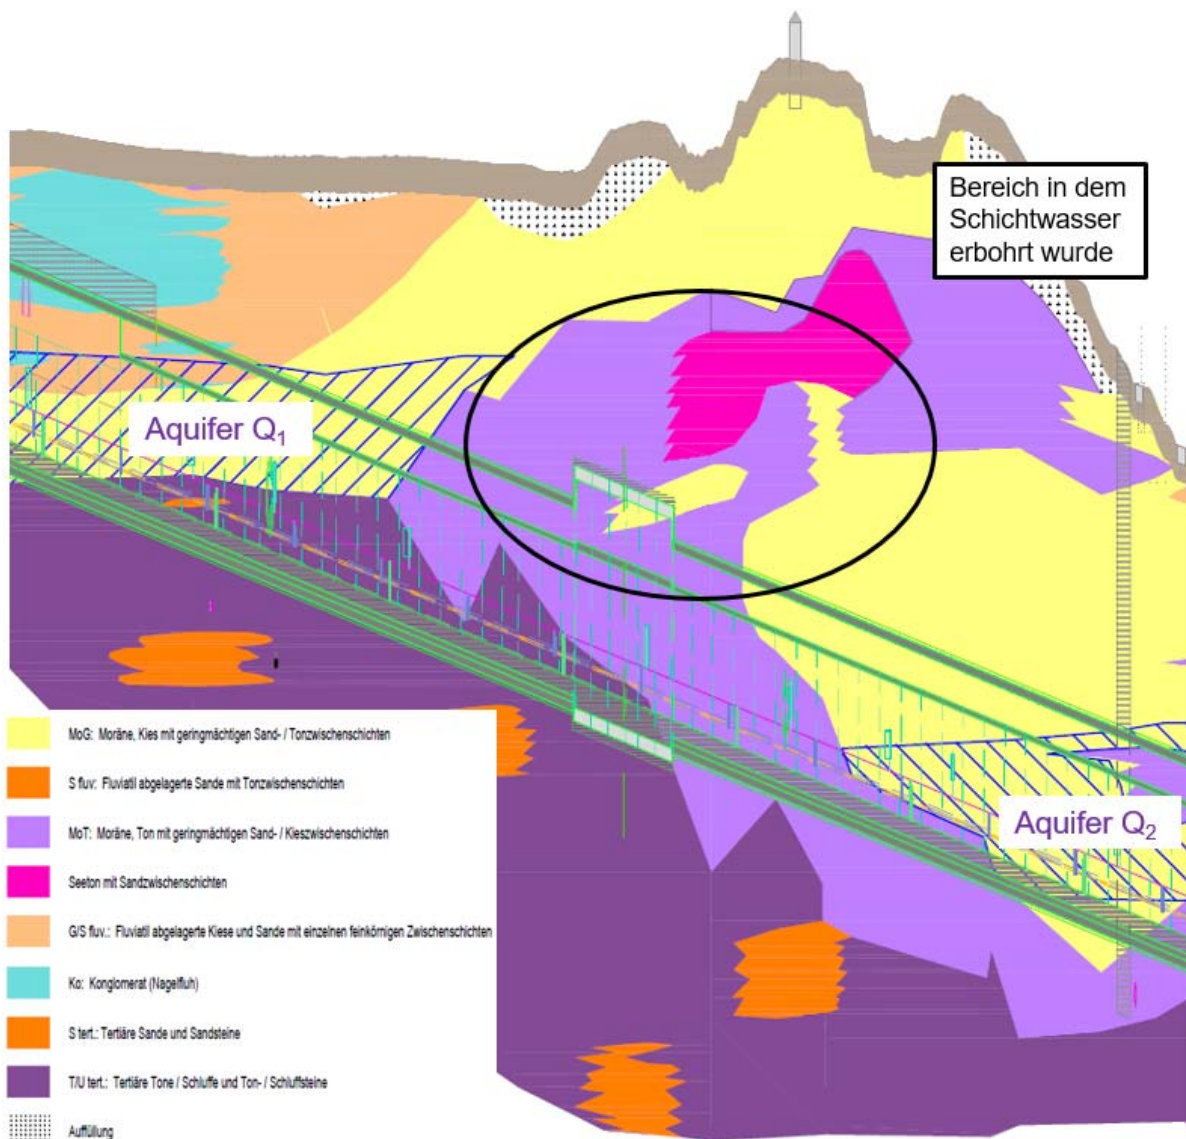 Bereich in dem
Schichtwasser
erbohrt wurde
Aquifer Q₁
Aquifer Q₂
MoG: Moräne, Kies mit geringmächtigen Sand- / Tonzwischenschichten
S fluv: Fluviatil abgelagerte Sande mit Tonzwischenschichten
MoT: Moräne, Ton mit geringmächtigen Sand- / Kieszwischenschichten
Seeton mit Sandzwischenschichten
G/S fluv.: Fluviatil abgelagerte Kiese und Sande mit einzelnen feinkörnigen Zwischenschichten
Ko: Konglomerat (Nagelfluh)
S tert.: Tertiäre Sande und Sandsteine
T/U tert.: Tertiäre Tone / Schluffe und Ton- / Schluffsteine
Auffüllung